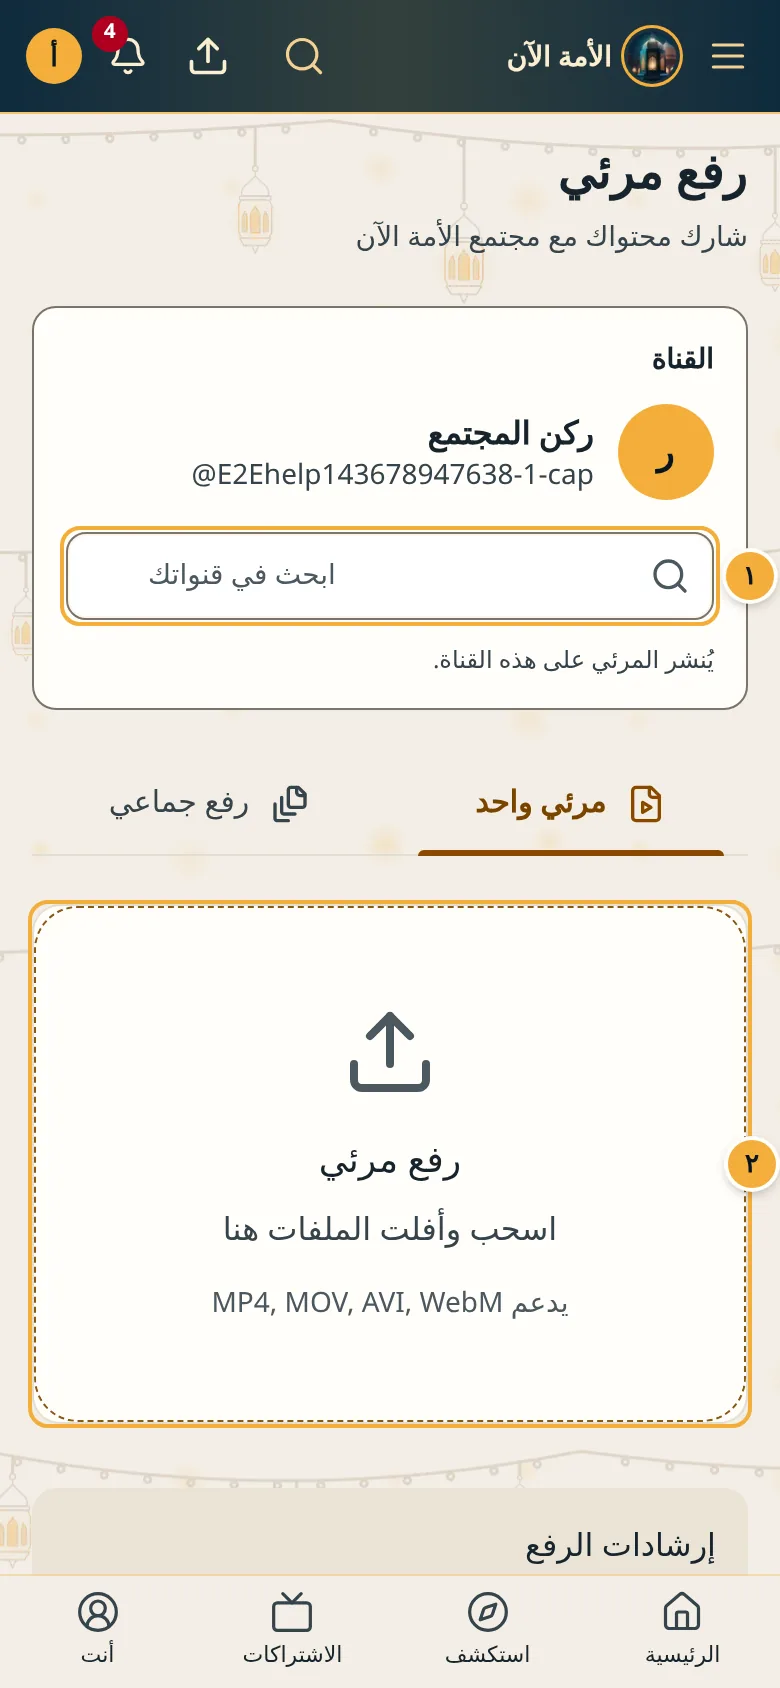 الأمة الآن
4
أ
رفع مرئي
شارك محتواك مع مجتمع الأمة الآن
القناة
ر
ركن المجتمع
@E2Ehelp143678947638-1-cap
ابحث في قنواتك
١
يُنشر المرئي على هذه القناة.
مرئي واحد
رفع جماعي
٢
رفع مرئي
اسحب وأفلت الملفات هنا
يدعم MP4, MOV, AVI, WebM
إرشادات الرفع
الرئيسية
استكشف
الاشتراكات
أنت